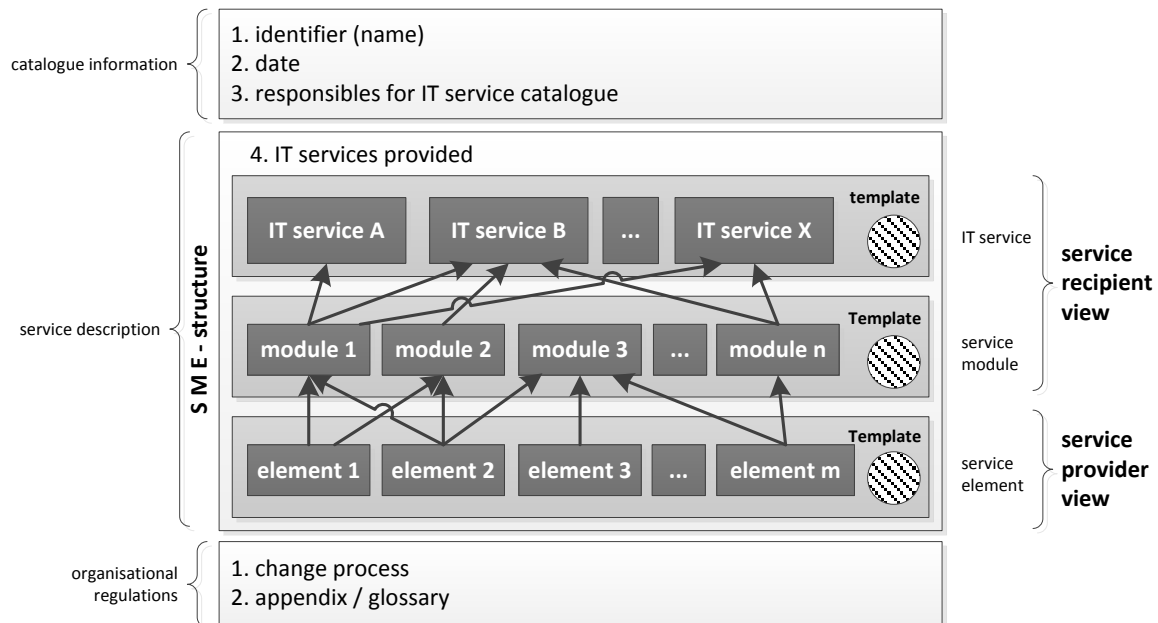 catalogue information
1. identifier (name)
2. date
3. responsibles for IT service catalogue
service description
S M E - structure
4. IT services provided
IT service A
IT service B
...
IT service X
template
IT service
module 1
module 2
module 3
...
module n
Template
service
module
service
recipient
view
element 1
element 2
element 3
...
element m
Template
service
element
service
provider
view
organisational
regulations
1. change process
2. appendix / glossary